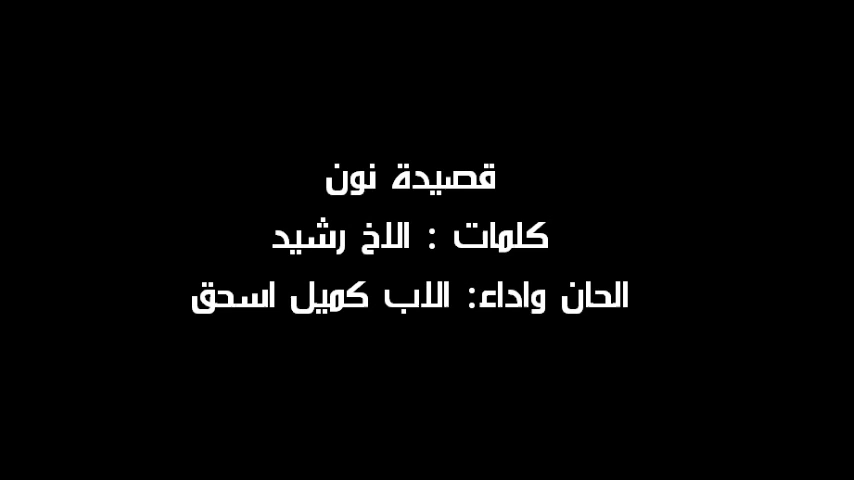 قصيدة نون
كلمات : الاخ رشيد
الحان واداء: الاب كميل اسحق